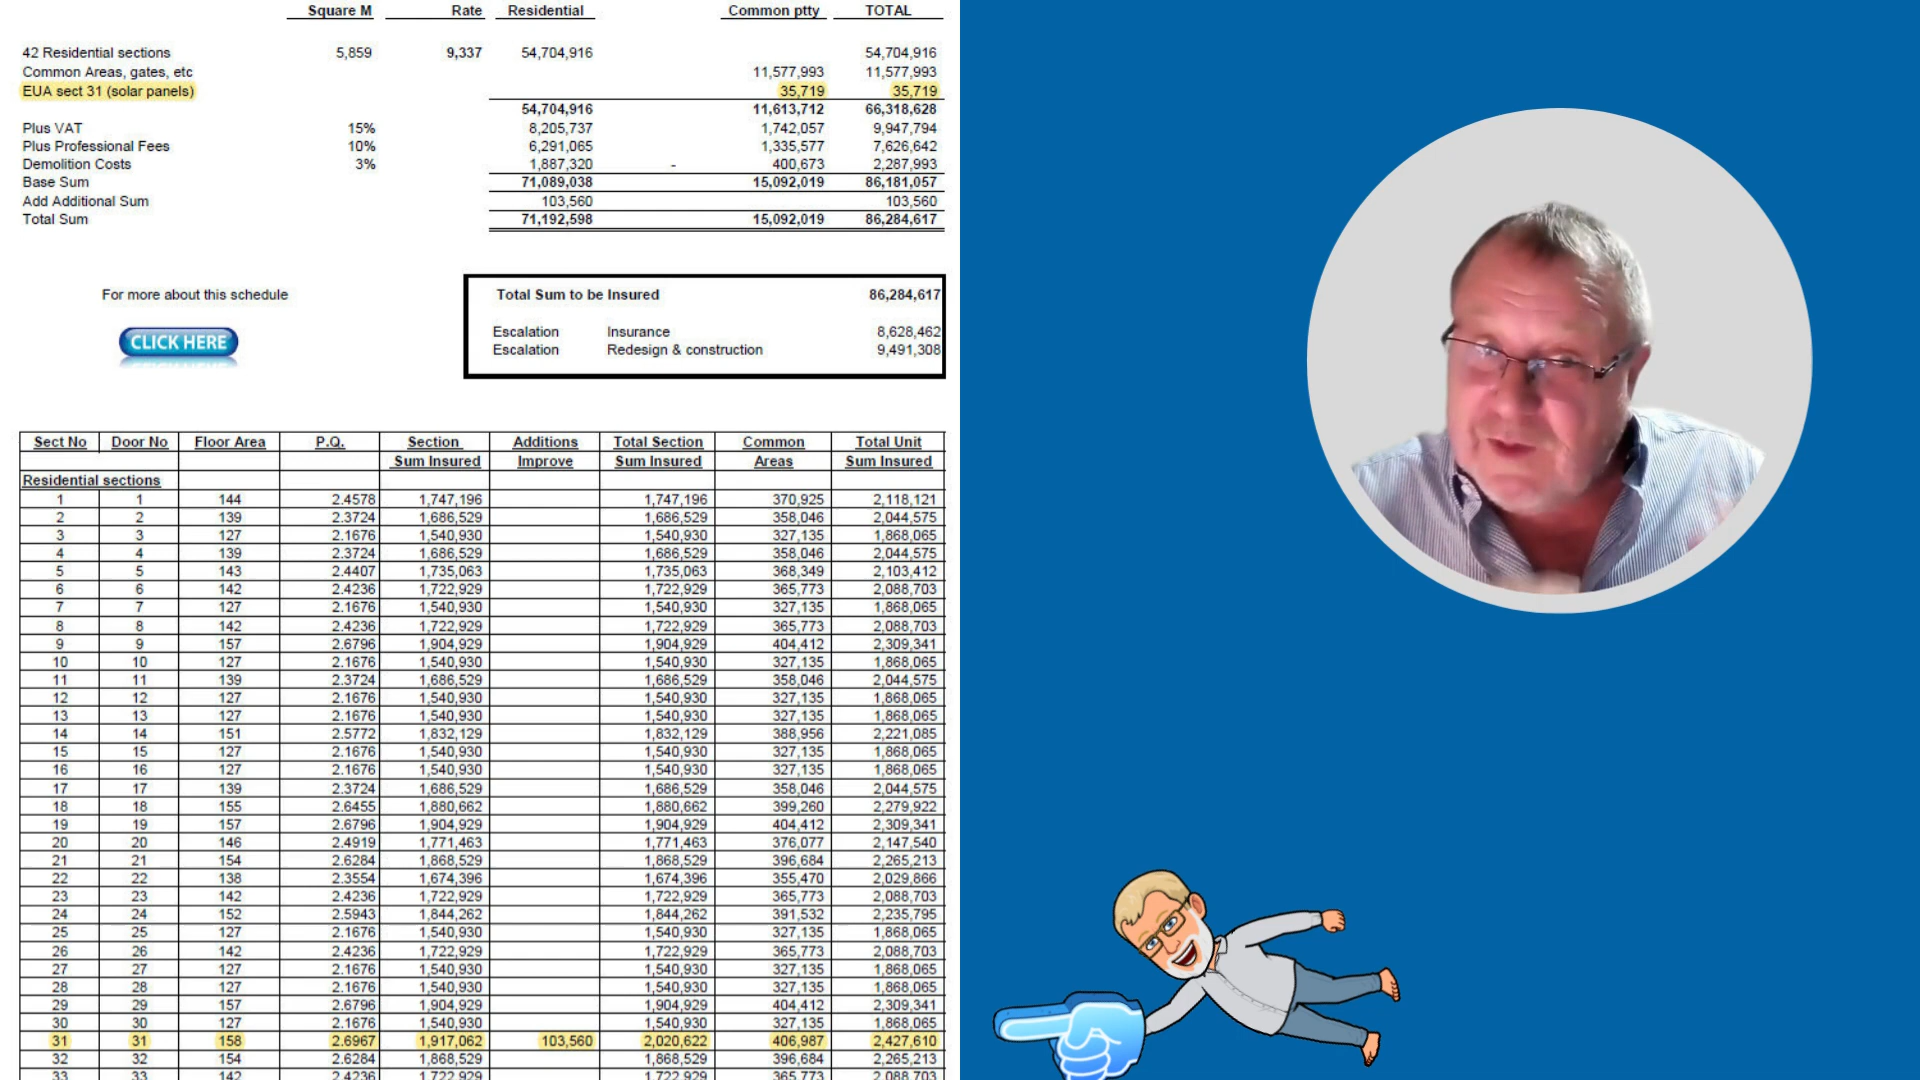 Square M Rate Residential Common ptty TOTAL
42 Residential sections 5,859 9,337 54,704,916 54,704,916
Common Areas, gates, etc 11,577,993 11,577,993
EUA sect 31 (solar panels) 35,719 35,719
54,704,916 11,613,712 66,318,628
Plus VAT 15% 8,205,737 1,742,057 9,947,794
Plus Professional Fees 10% 6,291,065 1,335,577 7,626,642
Demolition Costs 3% 1,887,320 - 400,673 2,287,993
Base Sum 71,089,038 15,092,019 86,181,057
Add Additional Sum 103,560 103,560
Total Sum 71,192,598 15,092,019 86,284,617
For more about this schedule
CLICK HERE
Total Sum to be Insured 86,284,617
Escalation Insurance 8,628,462
Escalation Redesign & construction 9,491,308
Sect No Door No Floor Area P.Q. Section Additions Total Section Common Total Unit
Sum Insured Improve Sum Insured Areas Sum Insured
Residential sections
1 1 144 2.4578 1,747,196 1,747,196 370,925 2,118,121
2 2 139 2.3724 1,686,529 1,686,529 358,046 2,044,575
3 3 127 2.1676 1,540,930 1,540,930 327,135 1,868,065
4 4 139 2.3724 1,686,529 1,686,529 358,046 2,044,575
5 5 143 2.4407 1,735,063 1,735,063 368,349 2,103,412
6 6 142 2.4236 1,722,929 1,722,929 365,773 2,088,703
7 7 127 2.1676 1,540,930 1,540,930 327,135 1,868,065
8 8 142 2.4236 1,722,929 1,722,929 365,773 2,088,703
9 9 157 2.6796 1,904,929 1,904,929 404,412 2,309,341
10 10 127 2.1676 1,540,930 1,540,930 327,135 1,868,065
11 11 139 2.3724 1,686,529 1,686,529 358,046 2,044,575
12 12 127 2.1676 1,540,930 1,540,930 327,135 1,868,065
13 13 127 2.1676 1,540,930 1,540,930 327,135 1,868,065
14 14 151 2.5772 1,832,129 1,832,129 388,956 2,221,085
15 15 127 2.1676 1,540,930 1,540,930 327,135 1,868,065
16 16 127 2.1676 1,540,930 1,540,930 327,135 1,868,065
17 17 139 2.3724 1,686,529 1,686,529 358,046 2,044,575
18 18 155 2.6455 1,880,662 1,880,662 399,260 2,279,922
19 19 157 2.6796 1,904,929 1,904,929 404,412 2,309,341
20 20 146 2.4919 1,771,463 1,771,463 376,077 2,147,540
21 21 154 2.6284 1,868,529 1,868,529 396,684 2,265,213
22 22 138 2.3554 1,674,396 1,674,396 355,470 2,029,866
23 23 142 2.4236 1,722,929 1,722,929 365,773 2,088,703
24 24 152 2.5943 1,844,262 1,844,262 391,532 2,235,795
25 25 127 2.1676 1,540,930 1,540,930 327,135 1,868,065
26 26 142 2.4236 1,722,929 1,722,929 365,773 2,088,703
27 27 127 2.1676 1,540,930 1,540,930 327,135 1,868,065
28 28 127 2.1676 1,540,930 1,540,930 327,135 1,868,065
29 29 157 2.6796 1,904,929 1,904,929 404,412 2,309,341
30 30 127 2.1676 1,540,930 1,540,930 327,135 1,868,065
31 31 158 2.6967 1,917,062 103,560 2,020,622 406,987 2,427,610
32 32 154 2.6284 1,868,529 1,868,529 396,684 2,265,213
33 33 142 2.4236 1,722,929 1,722,929 365,773 2,088,703